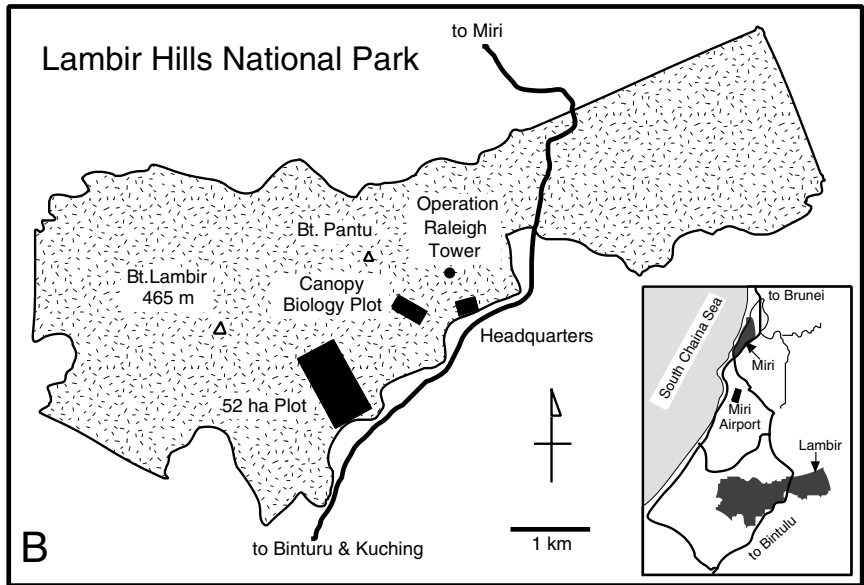 Lambir Hills National Park
to Miri
Operation
Raleigh
Tower
Bt. Pantu
Bt.Lambir
465 m
Canopy
Biology Plot
Headquarters
52 ha Plot
to Binturu & Kuching
1 km
B
to Brunei
South Chaina Sea
Miri
Miri
Airport
Lambir
to Bintulu